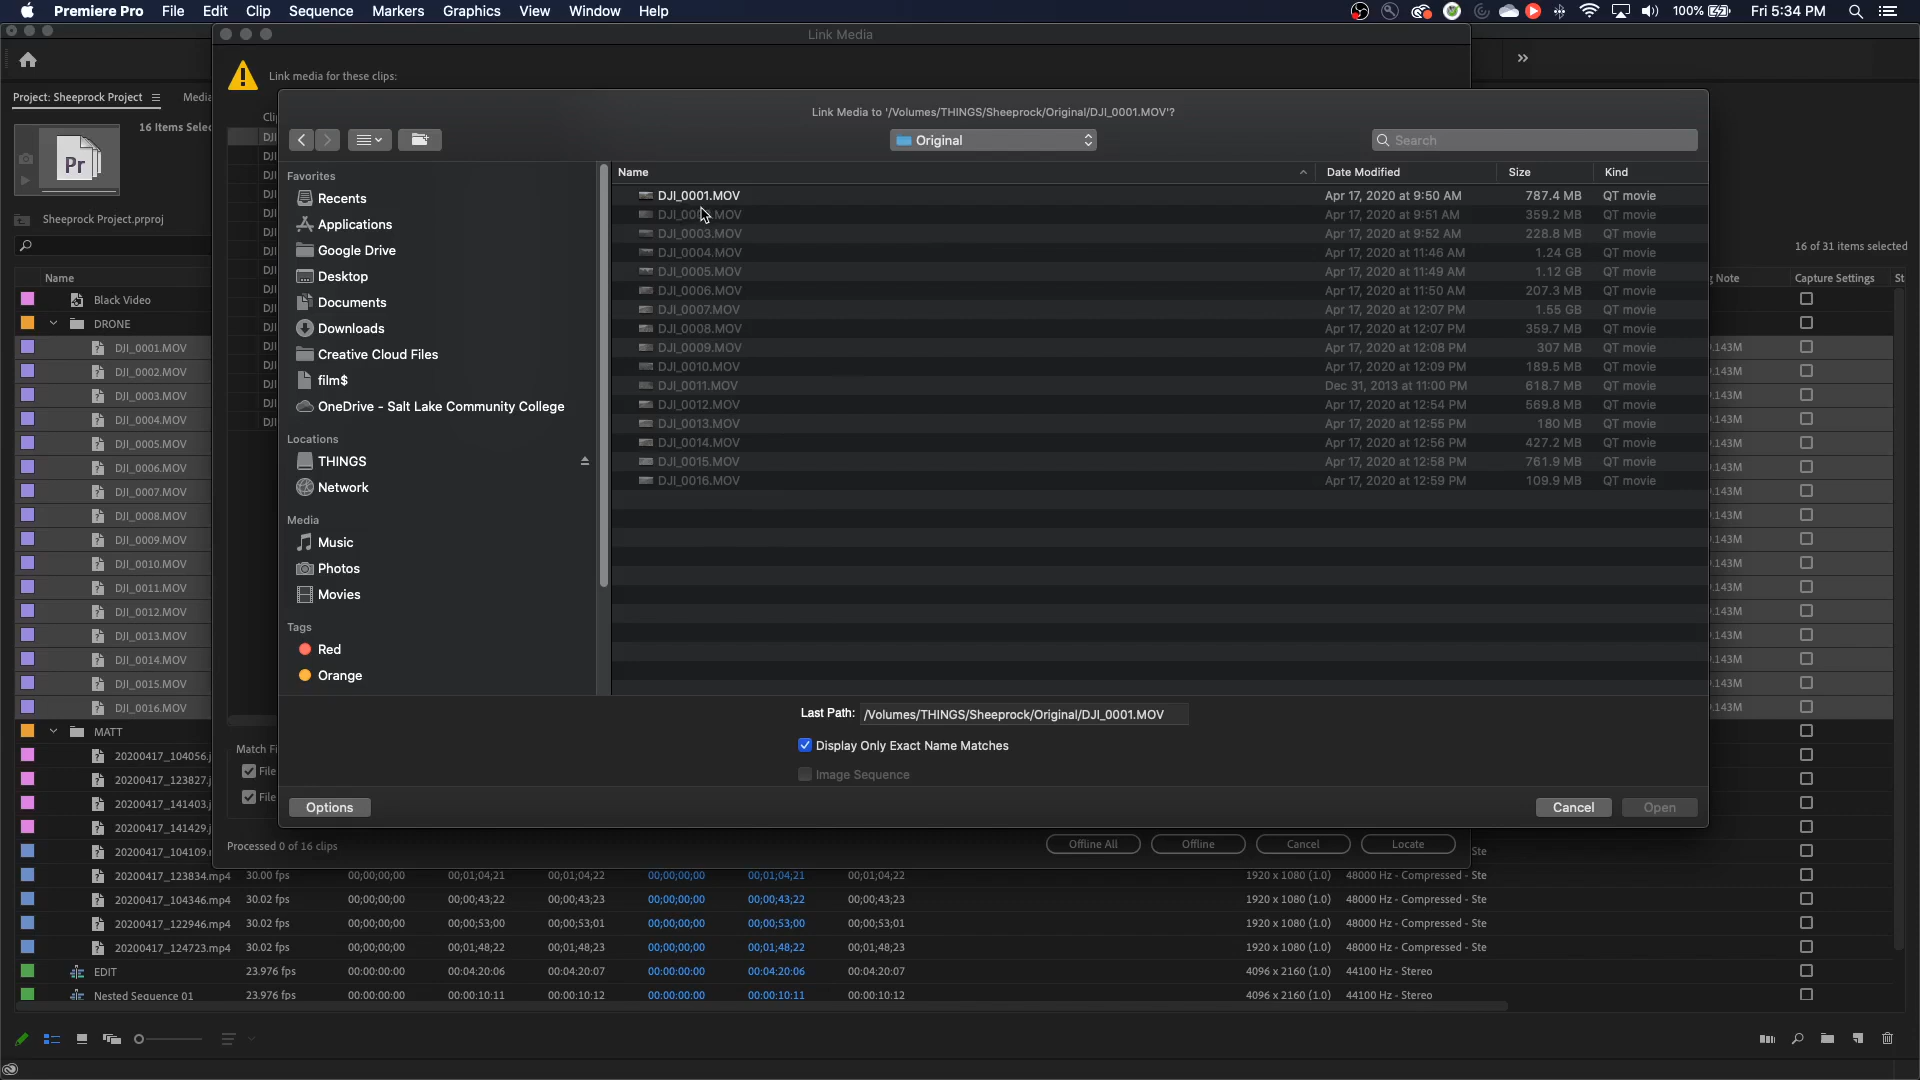 Premiere Pro File Edit Clip Sequence Markers Graphics View Window Help
100% Fri 5:34 PM
Link Media
Link media for these clips:
Project: Sheeprock Project
Media
16 Items Selec
Pr
Sheeprock Project.prproj
16 of 31 items selected
Link Media to '/Volumes/THINGS/Sheeprock/Original/DJI_0001.MOV'?
Original
Search
Favorites
Recents
Applications
Google Drive
Desktop
Documents
Downloads
Creative Cloud Files
film$
OneDrive - Salt Lake Community College
Locations
THINGS
Network
Media
Music
Photos
Movies
Tags
Red
Orange
Name Date Modified Size Kind
DJI_0001.MOV Apr 17, 2020 at 9:50 AM 787.4 MB QT movie
Apr 17, 2020 at 9:51 AM 359.2 MB QT movie
DJI_0003.MOV Apr 17, 2020 at 9:52 AM 228.8 MB QT movie
DJI_0004.MOV Apr 17, 2020 at 11:46 AM 1.24 GB QT movie
DJI_0005.MOV Apr 17, 2020 at 11:49 AM 1.12 GB QT movie
DJI_0006.MOV Apr 17, 2020 at 11:50 AM 207.3 MB QT movie
DJI_0007.MOV Apr 17, 2020 at 12:07 PM 1.55 GB QT movie
DJI_0008.MOV Apr 17, 2020 at 12:07 PM 359.7 MB QT movie
DJI_0009.MOV Apr 17, 2020 at 12:08 PM 307 MB QT movie
DJI_0010.MOV Apr 17, 2020 at 12:09 PM 189.5 MB QT movie
DJI_0011.MOV Dec 31, 2013 at 11:00 PM 618.7 MB QT movie
DJI_0012.MOV Apr 17, 2020 at 12:54 PM 569.8 MB QT movie
DJI_0013.MOV Apr 17, 2020 at 12:55 PM 180 MB QT movie
DJI_0014.MOV Apr 17, 2020 at 12:56 PM 427.2 MB QT movie
DJI_0015.MOV Apr 17, 2020 at 12:58 PM 761.9 MB QT movie
DJI_0016.MOV Apr 17, 2020 at 12:59 PM 109.9 MB QT movie
Last Path: /Volumes/THINGS/Sheeprock/Original/DJI_0001.MOV
Display Only Exact Name Matches
Image Sequence
Options Cancel Open
Match Fi
File
File
Processed 0 of 16 clips
Offline All Offline Cancel Locate
Name g Note Capture Settings St
Black Video
DRONE
DJI_0001.MOV .143M
DJI_0002.MOV .143M
DJI_0003.MOV .143M
DJI_0004.MOV .143M
DJI_0005.MOV .143M
DJI_0006.MOV .143M
DJI_0007.MOV .143M
DJI_0008.MOV .143M
DJI_0009.MOV .143M
DJI_0010.MOV .143M
DJI_0011.MOV .143M
DJI_0012.MOV .143M
DJI_0013.MOV .143M
DJI_0014.MOV .143M
DJI_0015.MOV .143M
DJI_0016.MOV .143M
MATT
20200417_104056.j
20200417_123827.j
20200417_141403.j
20200417_141429.j
20200417_104109. Ste
20200417_123834.mp4 30.00 fps 00;00;00;00 00;01;04;21 00;01;04;22 00;00;00;00 00;01;04;21 00;01;04;22 1920 x 1080 (1.0) 48000 Hz - Compressed - Ste
20200417_104346.mp4 30.02 fps 00;00;00;00 00;00;43;22 00;00;43;23 00;00;00;00 00;00;43;22 00;00;43;23 1920 x 1080 (1.0) 48000 Hz - Compressed - Ste
20200417_122946.mp4 30.02 fps 00;00;00;00 00;00;53;00 00;00;53;01 00;00;00;00 00;00;53;00 00;00;53;01 1920 x 1080 (1.0) 48000 Hz - Compressed - Ste
20200417_124723.mp4 30.02 fps 00;00;00;00 00;01;48;22 00;01;48;23 00;00;00;00 00;01;48;22 00;01;48;23 1920 x 1080 (1.0) 48000 Hz - Compressed - Ste
EDIT 23.976 fps 00:00:00:00 00:04:20:06 00:04:20:07 00:00:00:00 00:04:20:06 00:04:20:07 4096 x 2160 (1.0) 44100 Hz - Stereo
Nested Sequence 01 23.976 fps 00:00:00:00 00:00:10:11 00:00:10:12 00:00:00:00 00:00:10:11 00:00:10:12 4096 x 2160 (1.0) 44100 Hz - Stereo